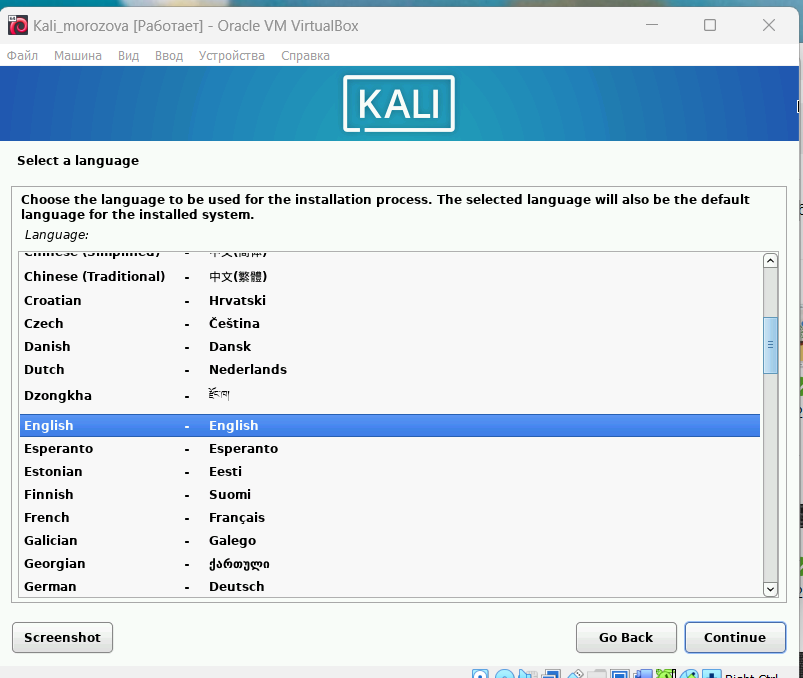 Kali_morozova [Работает] - Oracle VM VirtualBox
Файл Машина Вид Ввод Устройства Справка
KALI
Select a language
Choose the language to be used for the installation process. The selected language will also be the default
language for the installed system.
Language:
Chinese (Simplified) - 中文(简体)
Chinese (Traditional) - 中文(繁體)
Croatian - Hrvatski
Czech - Čeština
Danish - Dansk
Dutch - Nederlands
Dzongkha - རྫོང་ཁ།
English - English
Esperanto - Esperanto
Estonian - Eesti
Finnish - Suomi
French - Français
Galician - Galego
Georgian - ქართული
German - Deutsch
Screenshot Go Back Continue
Right Ctrl